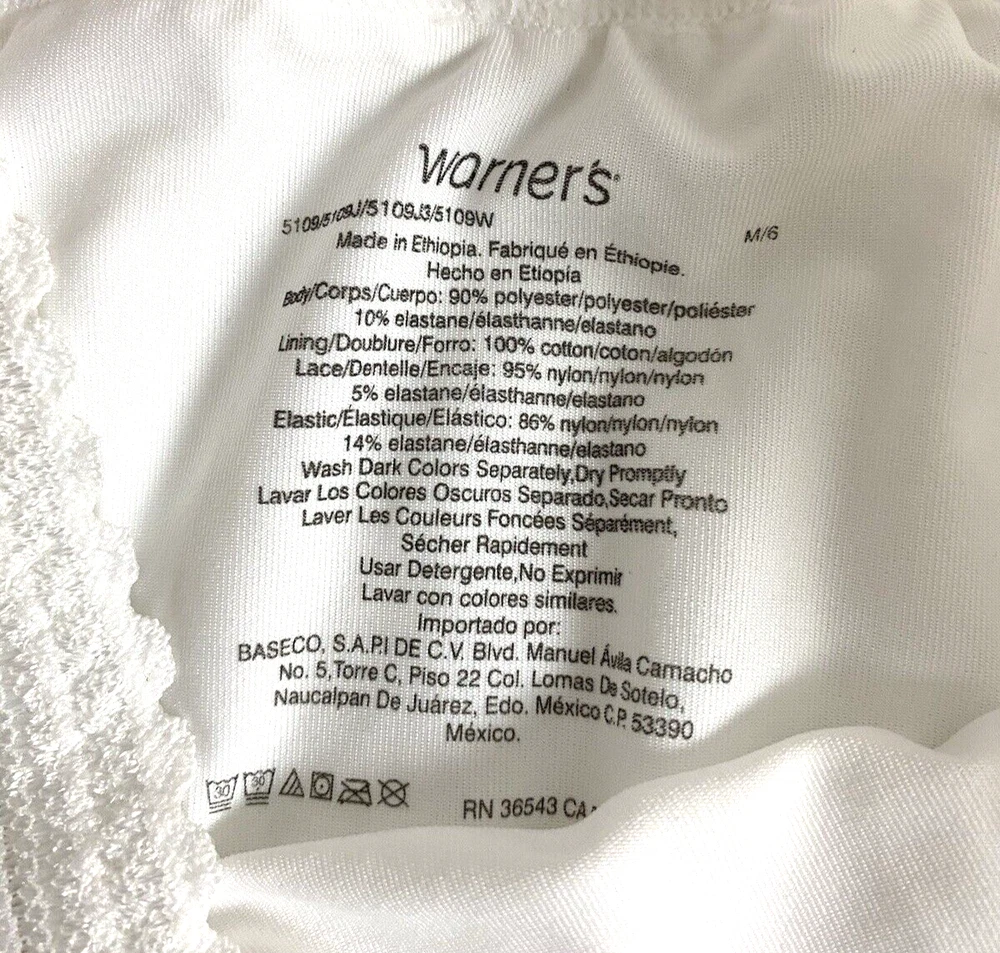 warner's®
5109/5109J/5109J3/5109W
M/6
Made in Ethiopia. Fabriqué en Éthiopie.
Hecho en Etiopía
Body/Corps/Cuerpo: 90% polyester/polyester/poliéster
10% elastane/élasthanne/elastano
Lining/Doublure/Forro: 100% cotton/coton/algodón
Lace/Dentelle/Encaje: 95% nylon/nylon/nylon
5% elastane/élasthanne/elastano
Elastic/Élastique/Elástico: 86% nylon/nylon/nylon
14% elastane/élasthanne/elastano
Wash Dark Colors Separately,Dry Promptly
Lavar Los Colores Oscuros Separado,Secar Pronto
Laver Les Couleurs Foncées Séparément,
Sécher Rapidement
Usar Detergente,No Exprimir
Lavar con colores similares.
Importado por:
BASECO, S.A.P.I DE C.V. Blvd. Manuel Ávila Camacho
No. 5,Torre C, Piso 22 Col. Lomas De Sotelo,
Naucalpan De Juárez, Edo. México C.P. 53390
México.
30 30
RN 36543 CA